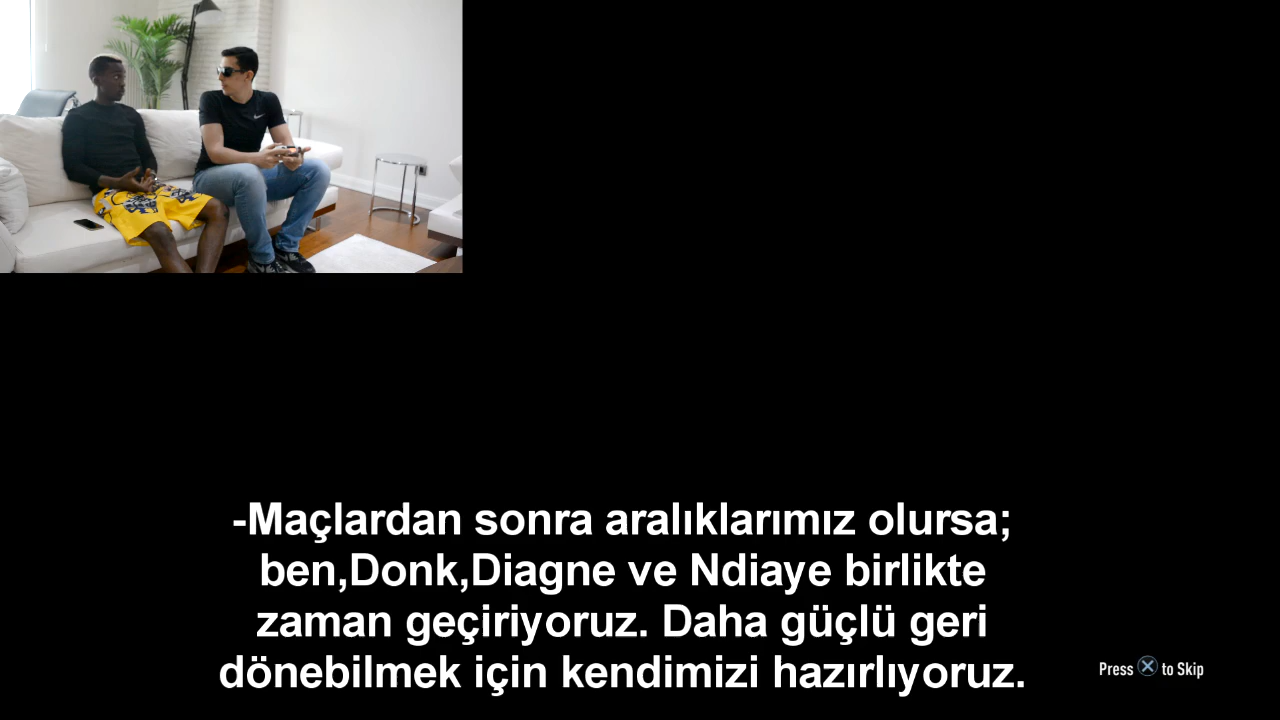 -Maçlardan sonra aralıklarımız olursa;
ben,Donk,Diagne ve Ndiaye birlikte
zaman geçiriyoruz. Daha güçlü geri
dönebilmek için kendimizi hazırlıyoruz.
Press to Skip